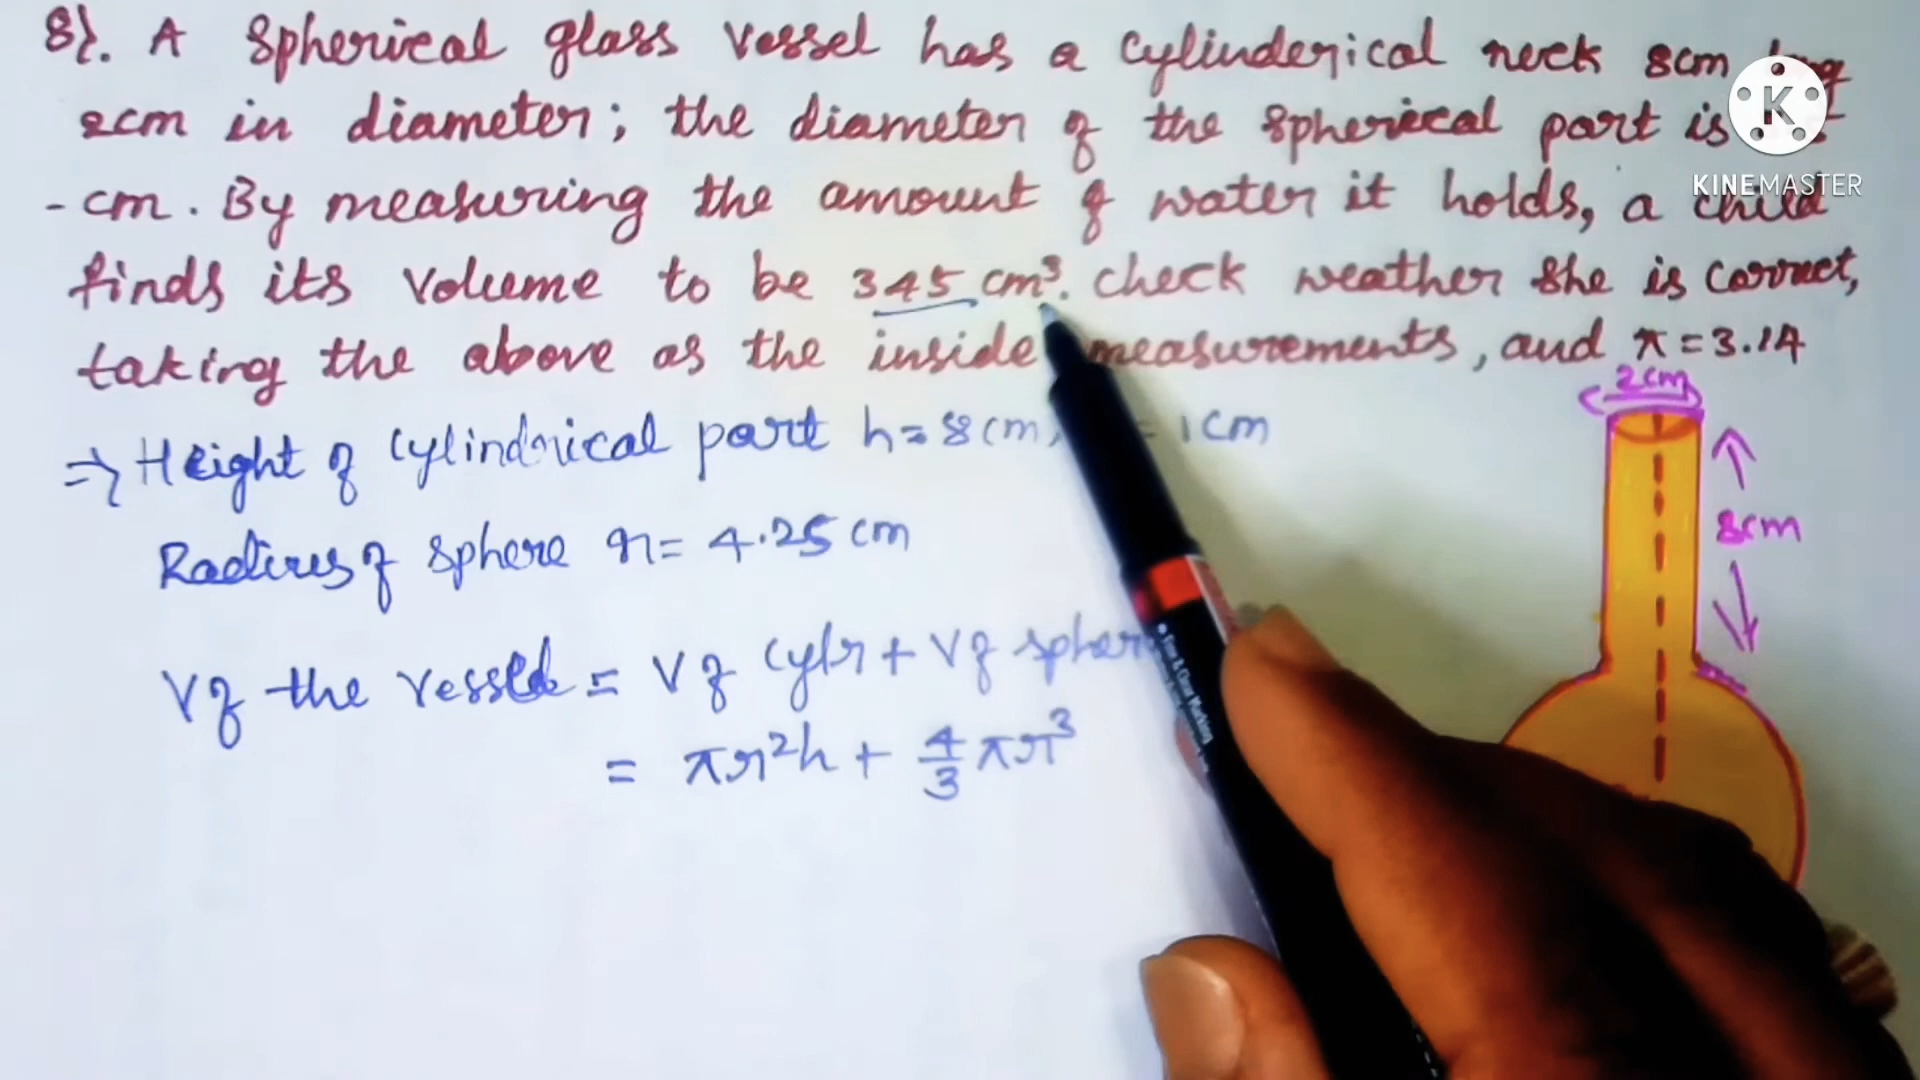 8}. A Spherical glass vessel has a cylinderical neck 8cm
2cm in diameter; the diameter of the spherical part is
- cm. By measuring the amount of water it holds, a child
finds its volume to be 345 cm³. check weather she is correct,
taking the above as the inside measurements, and π = 3.14
⇒ Height of cylindrical part h = 8cm, = 1cm
Radius of sphere r = 4.25 cm
V of the vessel = V of cylr + V of spher
= πr²h + 4/3 πr³
2cm
8cm
K
KINEMASTER